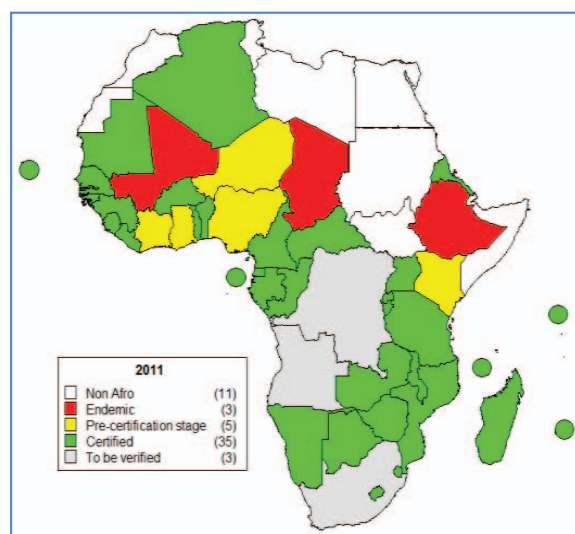 2011
Non Afro (11)
Endemic (3)
Pre-certification stage (5)
Certified (35)
To be verified (3)